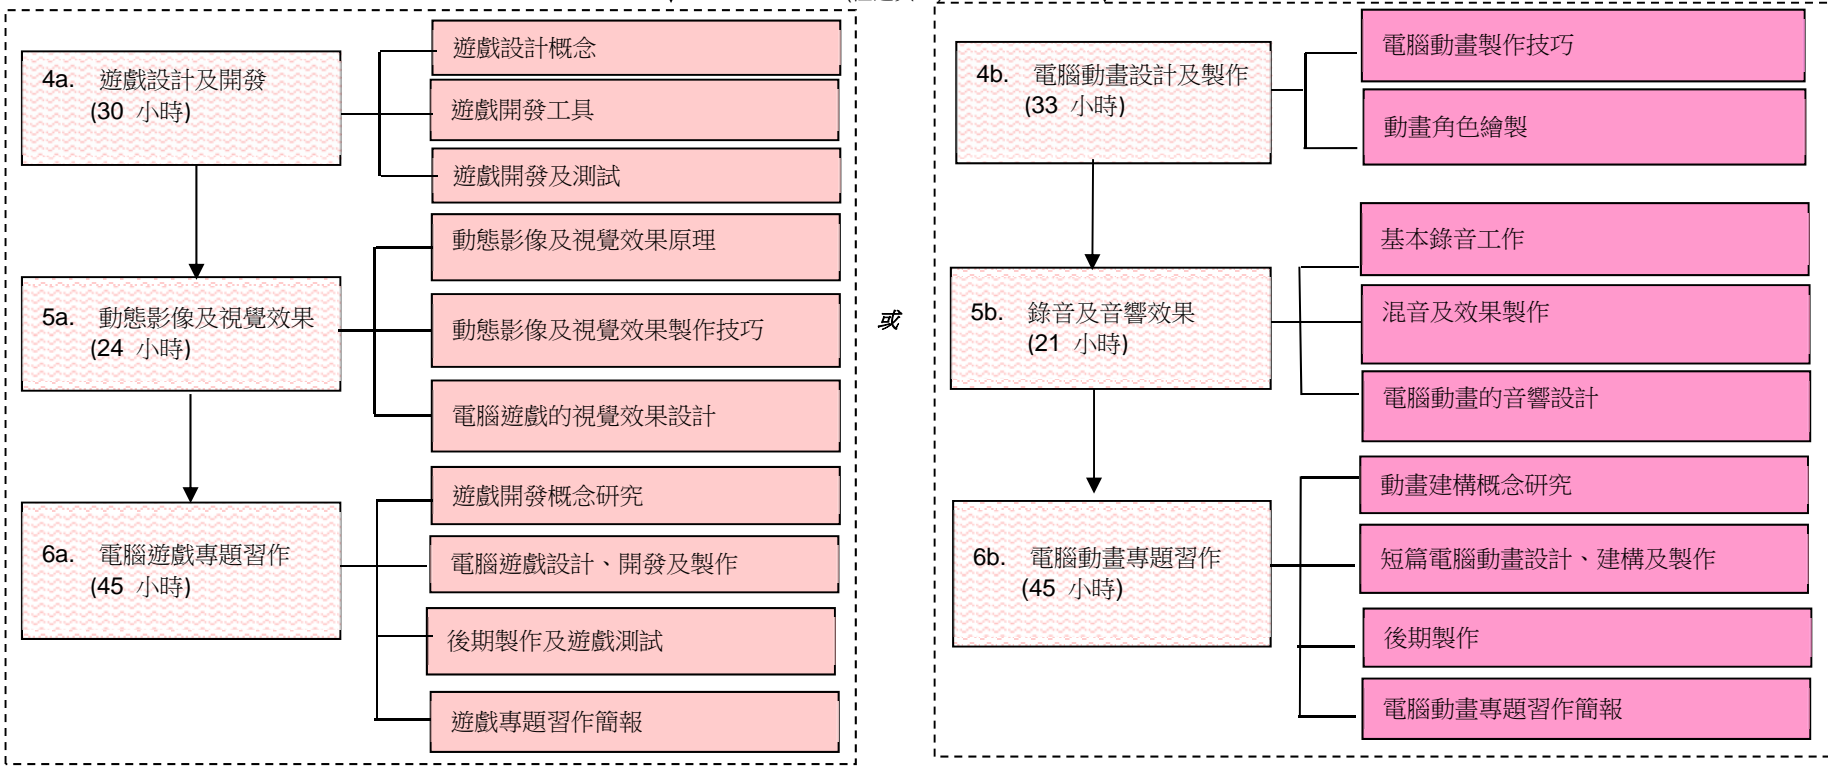 4a. 遊戲設計及開發
(30 小時)
遊戲設計概念
遊戲開發工具
遊戲開發及測試
5a. 動態影像及視覺效果
(24 小時)
動態影像及視覺效果原理
動態影像及視覺效果製作技巧
電腦遊戲的視覺效果設計
6a. 電腦遊戲專題習作
(45 小時)
遊戲開發概念研究
電腦遊戲設計、開發及製作
後期製作及遊戲測試
遊戲專題習作簡報
或
4b. 電腦動畫設計及製作
(33 小時)
電腦動畫製作技巧
動畫角色繪製
5b. 錄音及音響效果
(21 小時)
基本錄音工作
混音及效果製作
電腦動畫的音響設計
6b. 電腦動畫專題習作
(45 小時)
動畫建構概念研究
短篇電腦動畫設計、建構及製作
後期製作
電腦動畫專題習作簡報